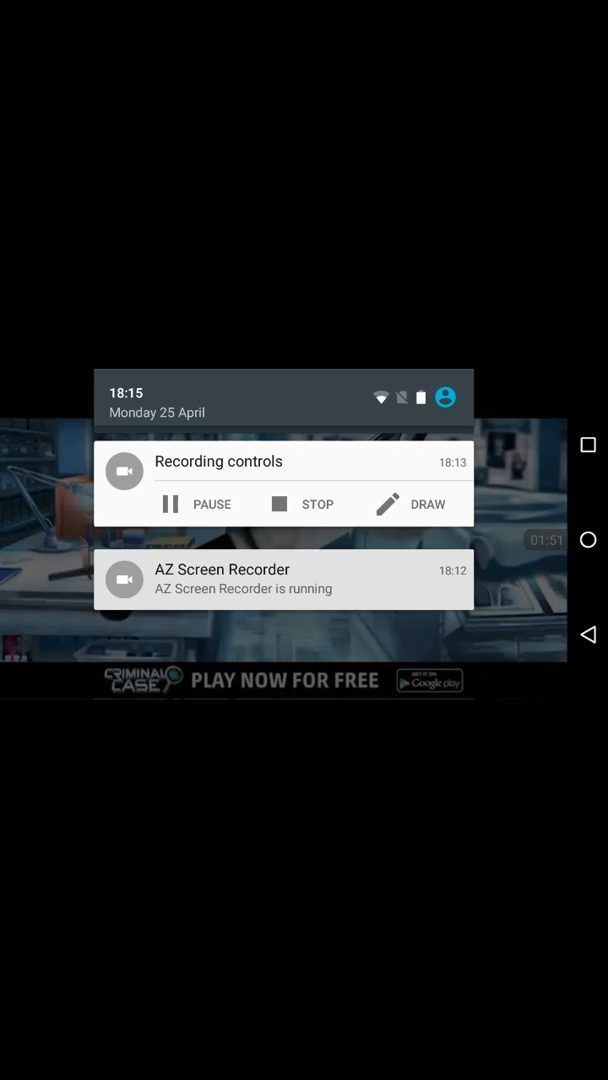 18:15
Monday 25 April
Recording controls
18:13
PAUSE
STOP
DRAW
01:51
AZ Screen Recorder
18:12
AZ Screen Recorder is running
CRIMINAL CASE
PLAY NOW FOR FREE
GET IT ON
Google play